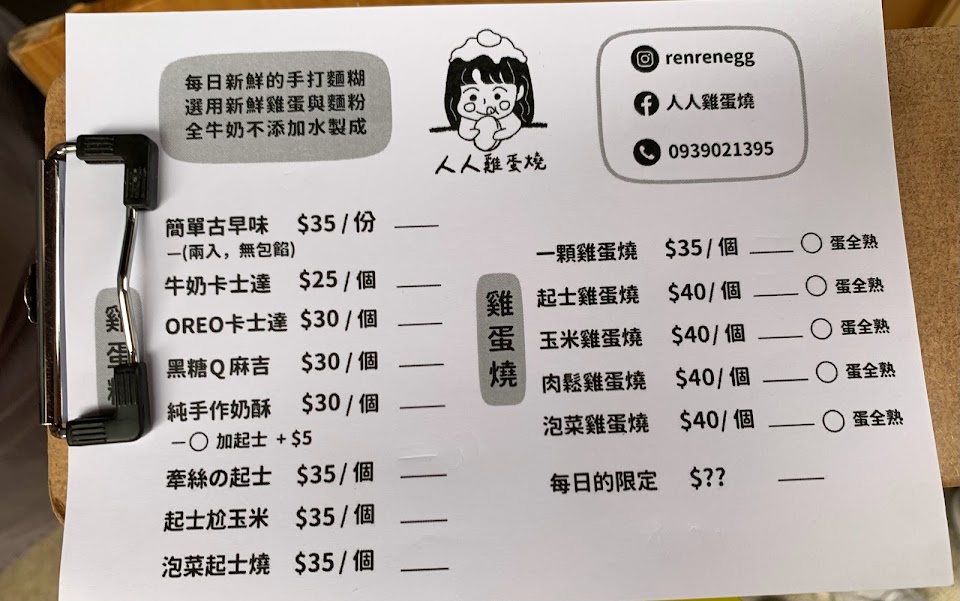 每日新鮮的手打麵糊
選用新鮮雞蛋與麵粉
全牛奶不添加水製成
人人雞蛋燒
renrenegg
人人雞蛋燒
0939021395
簡單古早味 $35/份
—(兩入，無包餡)
牛奶卡士達 $25/個
OREO卡士達 $30/個
黑糖Q麻吉 $30/個
純手作奶酥 $30/個
—○ 加起士 +$5
牽絲の起士 $35/個
起士尬玉米 $35/個
泡菜起士燒 $35/個
雞蛋燒
一顆雞蛋燒 $35/個 ○ 蛋全熟
起士雞蛋燒 $40/個 ○ 蛋全熟
玉米雞蛋燒 $40/個 ○ 蛋全熟
肉鬆雞蛋燒 $40/個 ○ 蛋全熟
泡菜雞蛋燒 $40/個 ○ 蛋全熟
每日的限定 $??